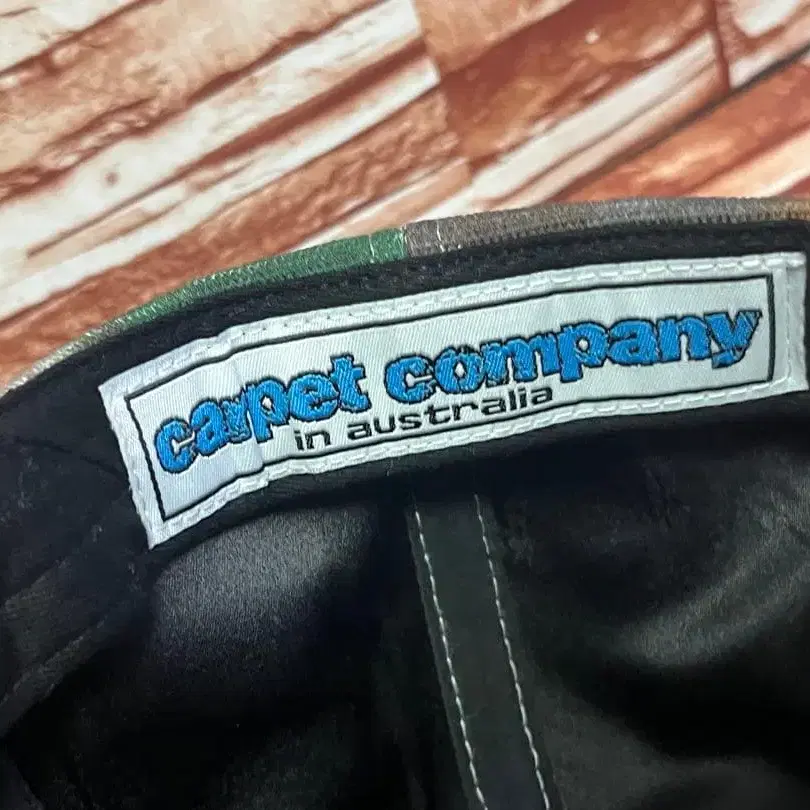 carpet company
in australia